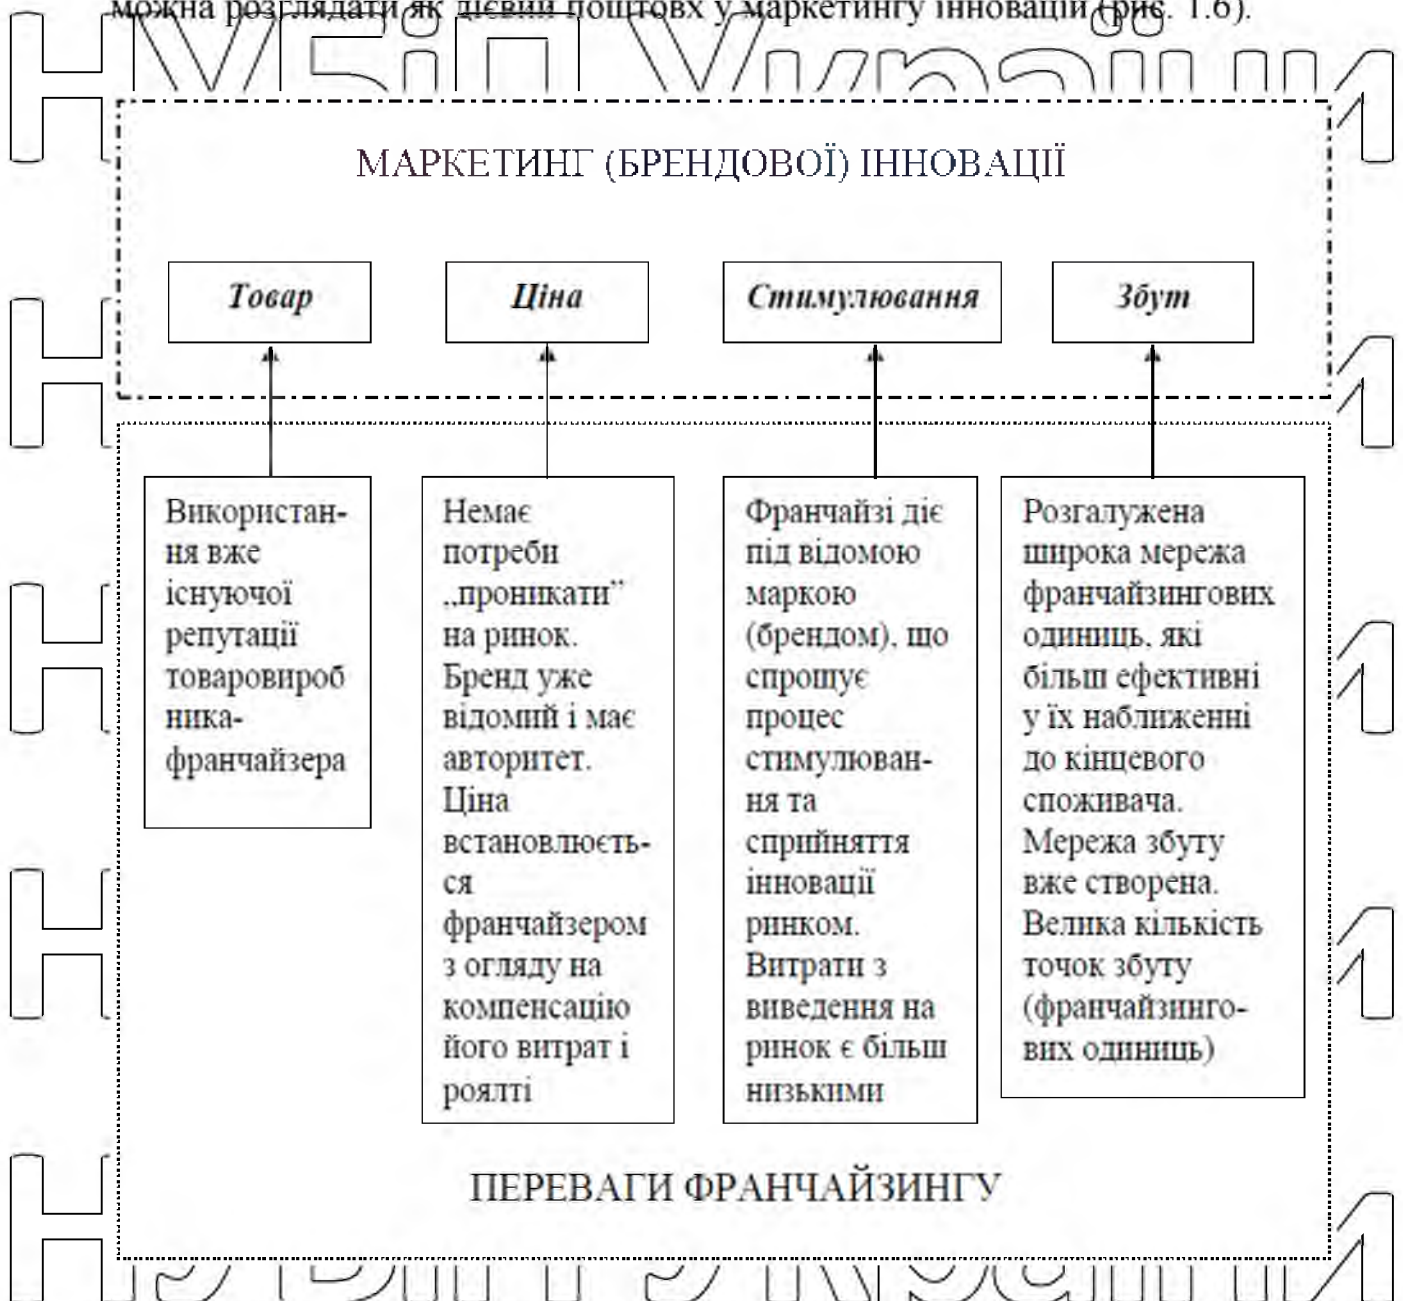 можна розглядати як дієвий поштовх у маркетингу інновацій (рис. 1.6).
НУБІП України
МАРКЕТИНГ (БРЕНДОВОЇ) ІННОВАЦІЇ
Товар
Ціна
Стимулювання
Збут
Використан-
ня вже
існуючої
репутації
товаровироб
ника-
франчайзера
Немає
потреби
„проникати”
на ринок.
Бренд уже
відомий і має
авторитет.
Ціна
встановлюєть-
ся
франчайзером
з огляду на
компенсацію
його витрат і
роялті
Франчайзі діє
під відомою
маркою
(брендом), що
спрощує
процес
стимулюван-
ня та
сприйняття
інновації
ринком.
Витрати з
виведення на
ринок є більш
низькими
Розгалужена
широка мережа
франчайзингових
одиниць, які
більш ефективні
у їх наближенні
до кінцевого
споживача.
Мережа збуту
вже створена.
Велика кількість
точок збуту
(франчайзинго-
вих одиниць)
ПЕРЕВАГИ ФРАНЧАЙЗИНГУ
НУБІП України